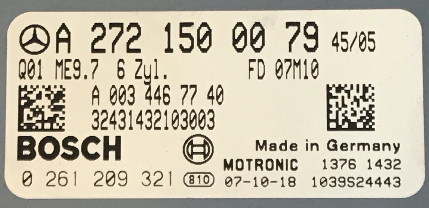 A 272 150 00 79 45/05
Q01 ME9.7 6 Zyl. FD 07M10
A 003 446 77 40
32431432103003
BOSCH Made in Germany
MOTRONIC 1376 1432
0 261 209 321 810 07-10-18 1039S24443